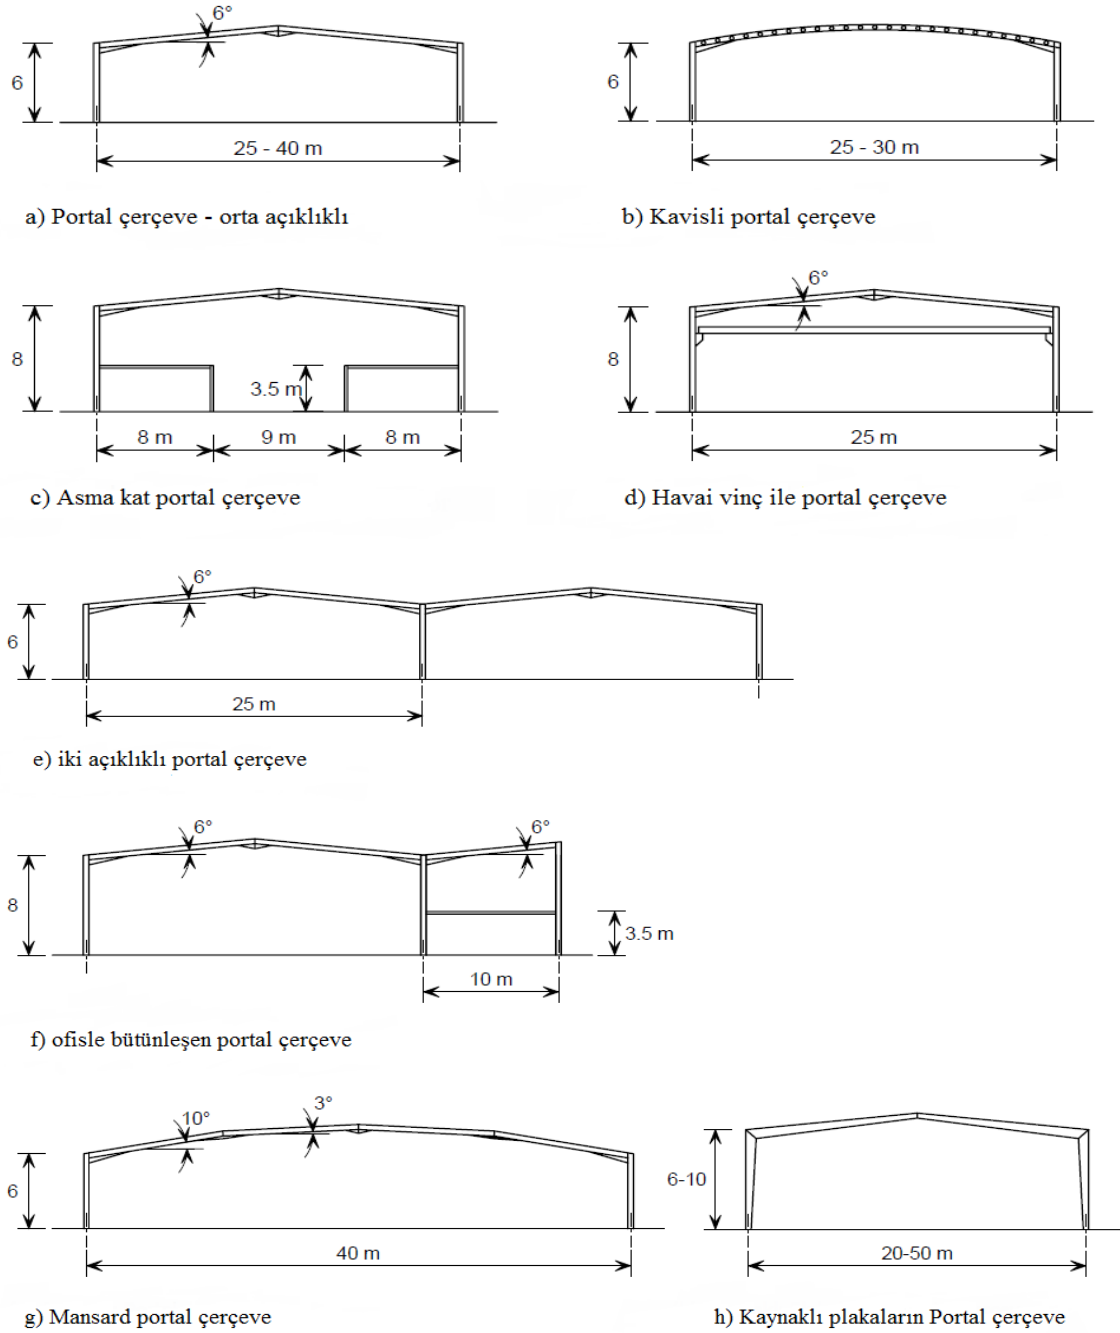 6°
6
25 - 40 m
a) Portal çerçeve - orta açıklıklı
6
25 - 30 m
b) Kavisli portal çerçeve
8
3.5 m
8 m
9 m
8 m
c) Asma kat portal çerçeve
6°
8
25 m
d) Havai vinç ile portal çerçeve
6°
6
25 m
e) iki açıklıklı portal çerçeve
6°
6°
8
3.5 m
10 m
f) ofisle bütünleşen portal çerçeve
10°
3°
6
40 m
g) Mansard portal çerçeve
6-10
20-50 m
h) Kaynaklı plakaların Portal çerçeve